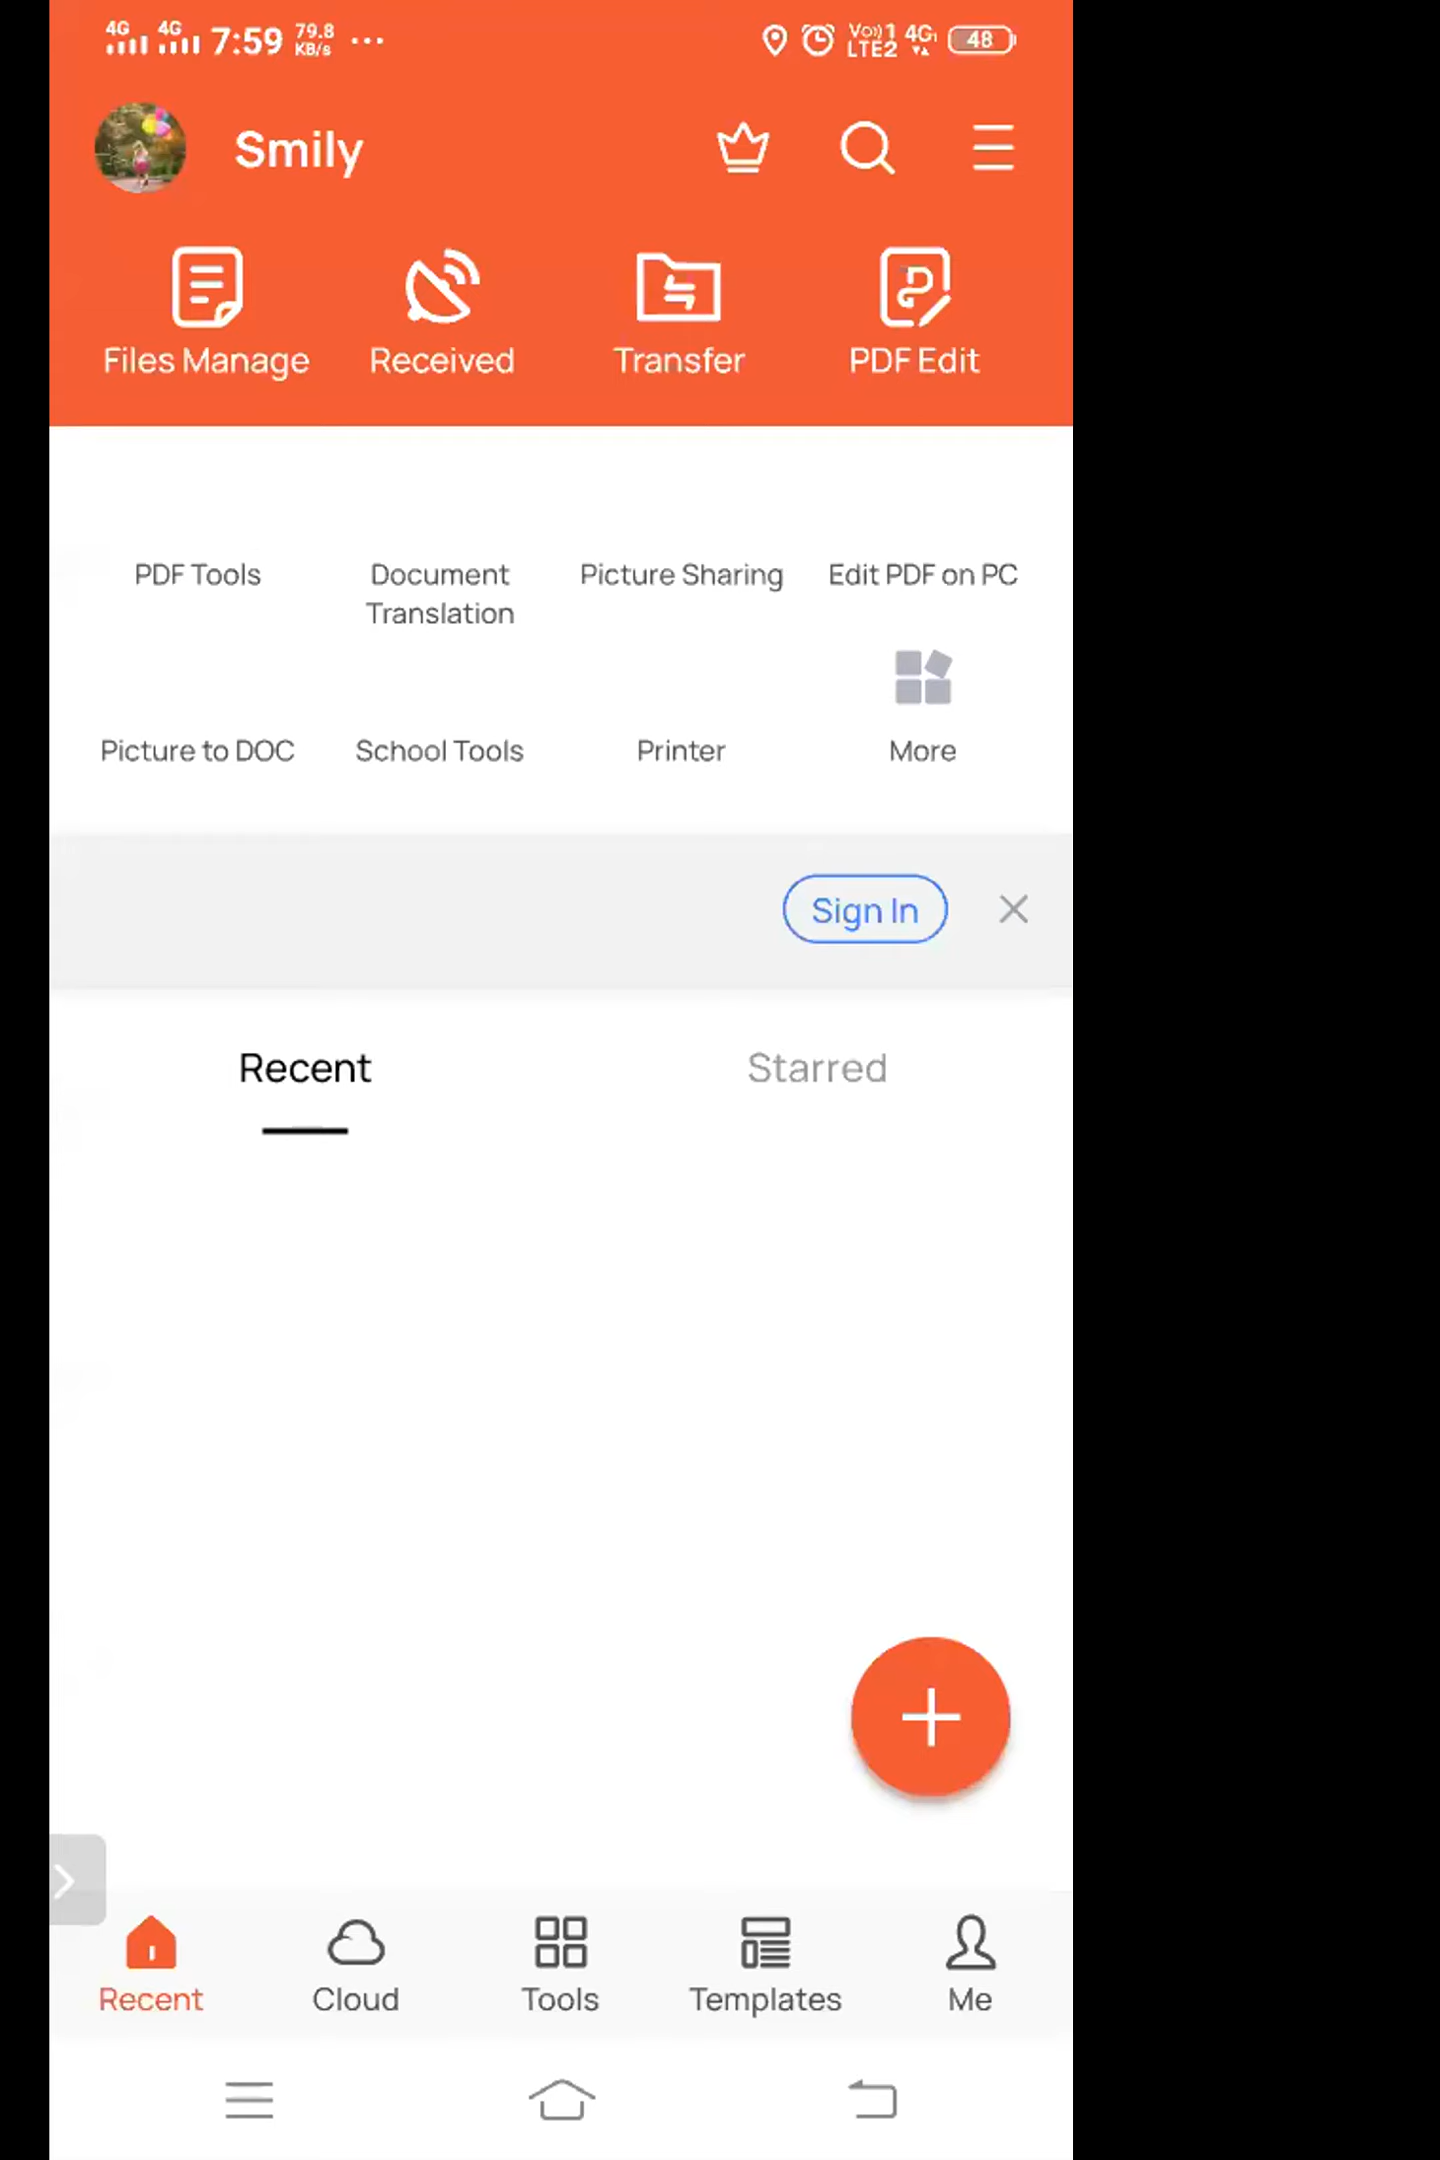 4G 4G 7:59 79.8 KB/s ... Vo)) 1 LTE2 4G 48
Smily
Files Manage Received Transfer PDF Edit
PDF Tools Document Translation Picture Sharing Edit PDF on PC
Picture to DOC School Tools Printer More
Sign In
Recent Starred
Recent Cloud Tools Templates Me